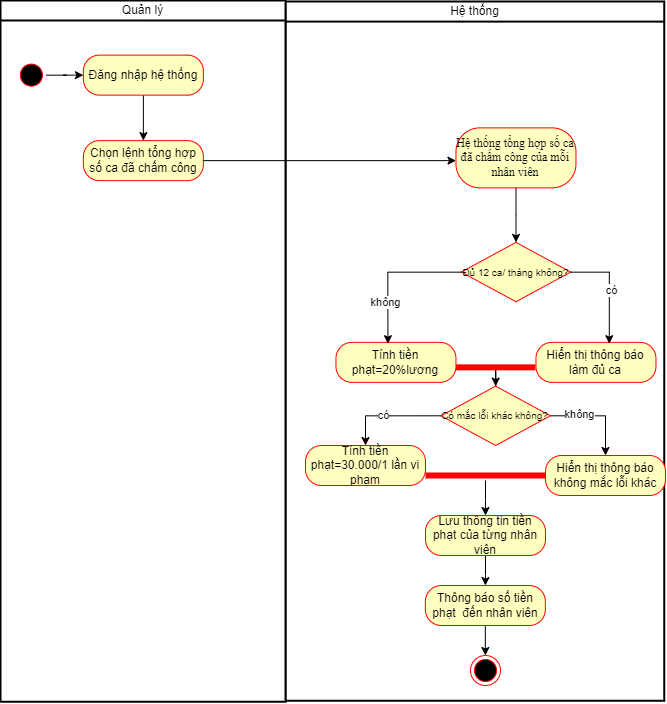 Quản lý
Hệ thống
Đăng nhập hệ thống
Chọn lệnh tổng hợp
số ca đã chấm công
Hệ thống tổng hợp số ca
đã chấm công của mỗi
nhân viên
Đủ 12 ca/ tháng không?
không
có
Tính tiền
phạt=20%lương
Hiển thị thông báo
làm đủ ca
Có mắc lỗi khác không?
có
không
Tính tiền
phạt=30.000/1 lần vi
phạm
Hiển thị thông báo
không mắc lỗi khác
Lưu thông tin tiền
phạt của từng nhân
viên
Thông báo số tiền
phạt đến nhân viên